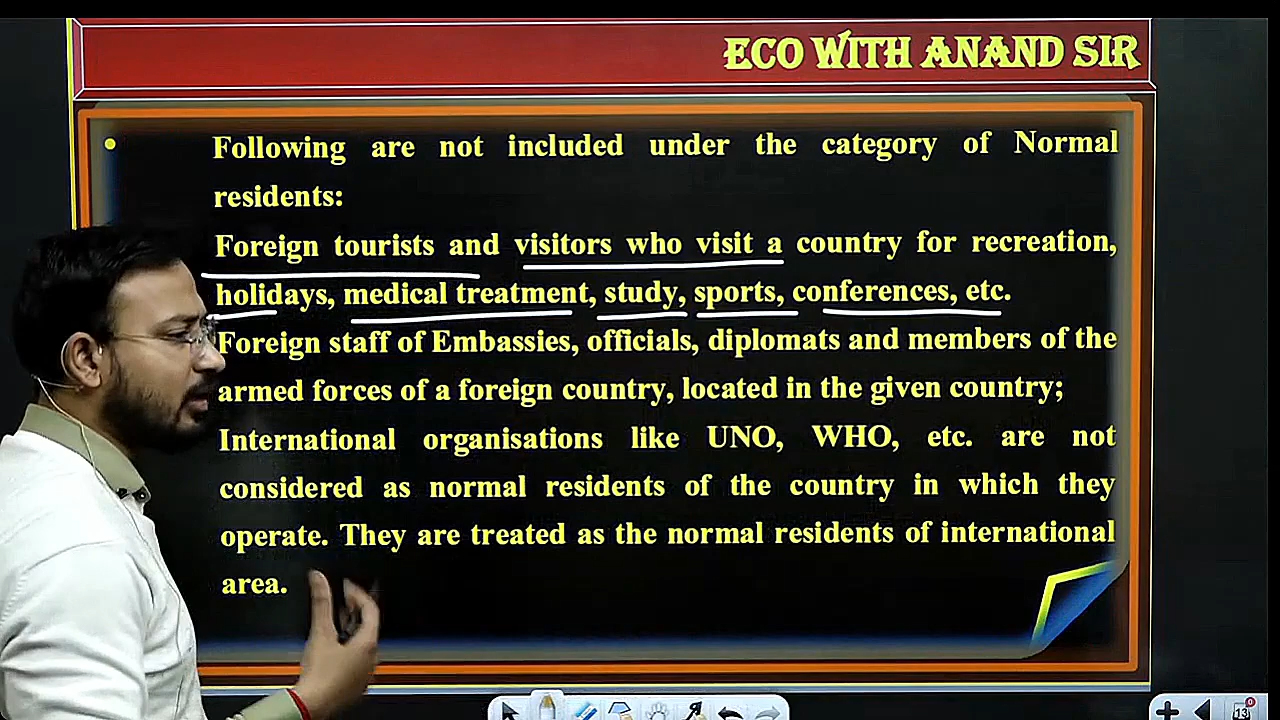 ECO WITH ANAND SIR
• Following are not included under the category of Normal
residents:
Foreign tourists and visitors who visit a country for recreation,
holidays, medical treatment, study, sports, conferences, etc.
Foreign staff of Embassies, officials, diplomats and members of the
armed forces of a foreign country, located in the given country;
International organisations like UNO, WHO, etc. are not
considered as normal residents of the country in which they
operate. They are treated as the normal residents of international
area.
13